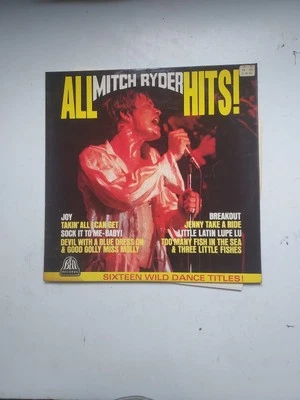 ALL MITCH RYDER HITS!
JOY
TAKIN' ALL I CAN GET
SOCK IT TO ME-BABY!
DEVIL WITH A BLUE DRESS ON
& GOOD GOLLY MISS MOLLY
BREAKOUT
JENNY TAKE A RIDE
LITTLE LATIN LUPE LU
TOO MANY FISH IN THE SEA
& THREE LITTLE FISHES
Bell
RECORDS
SIXTEEN WILD DANCE TITLES!